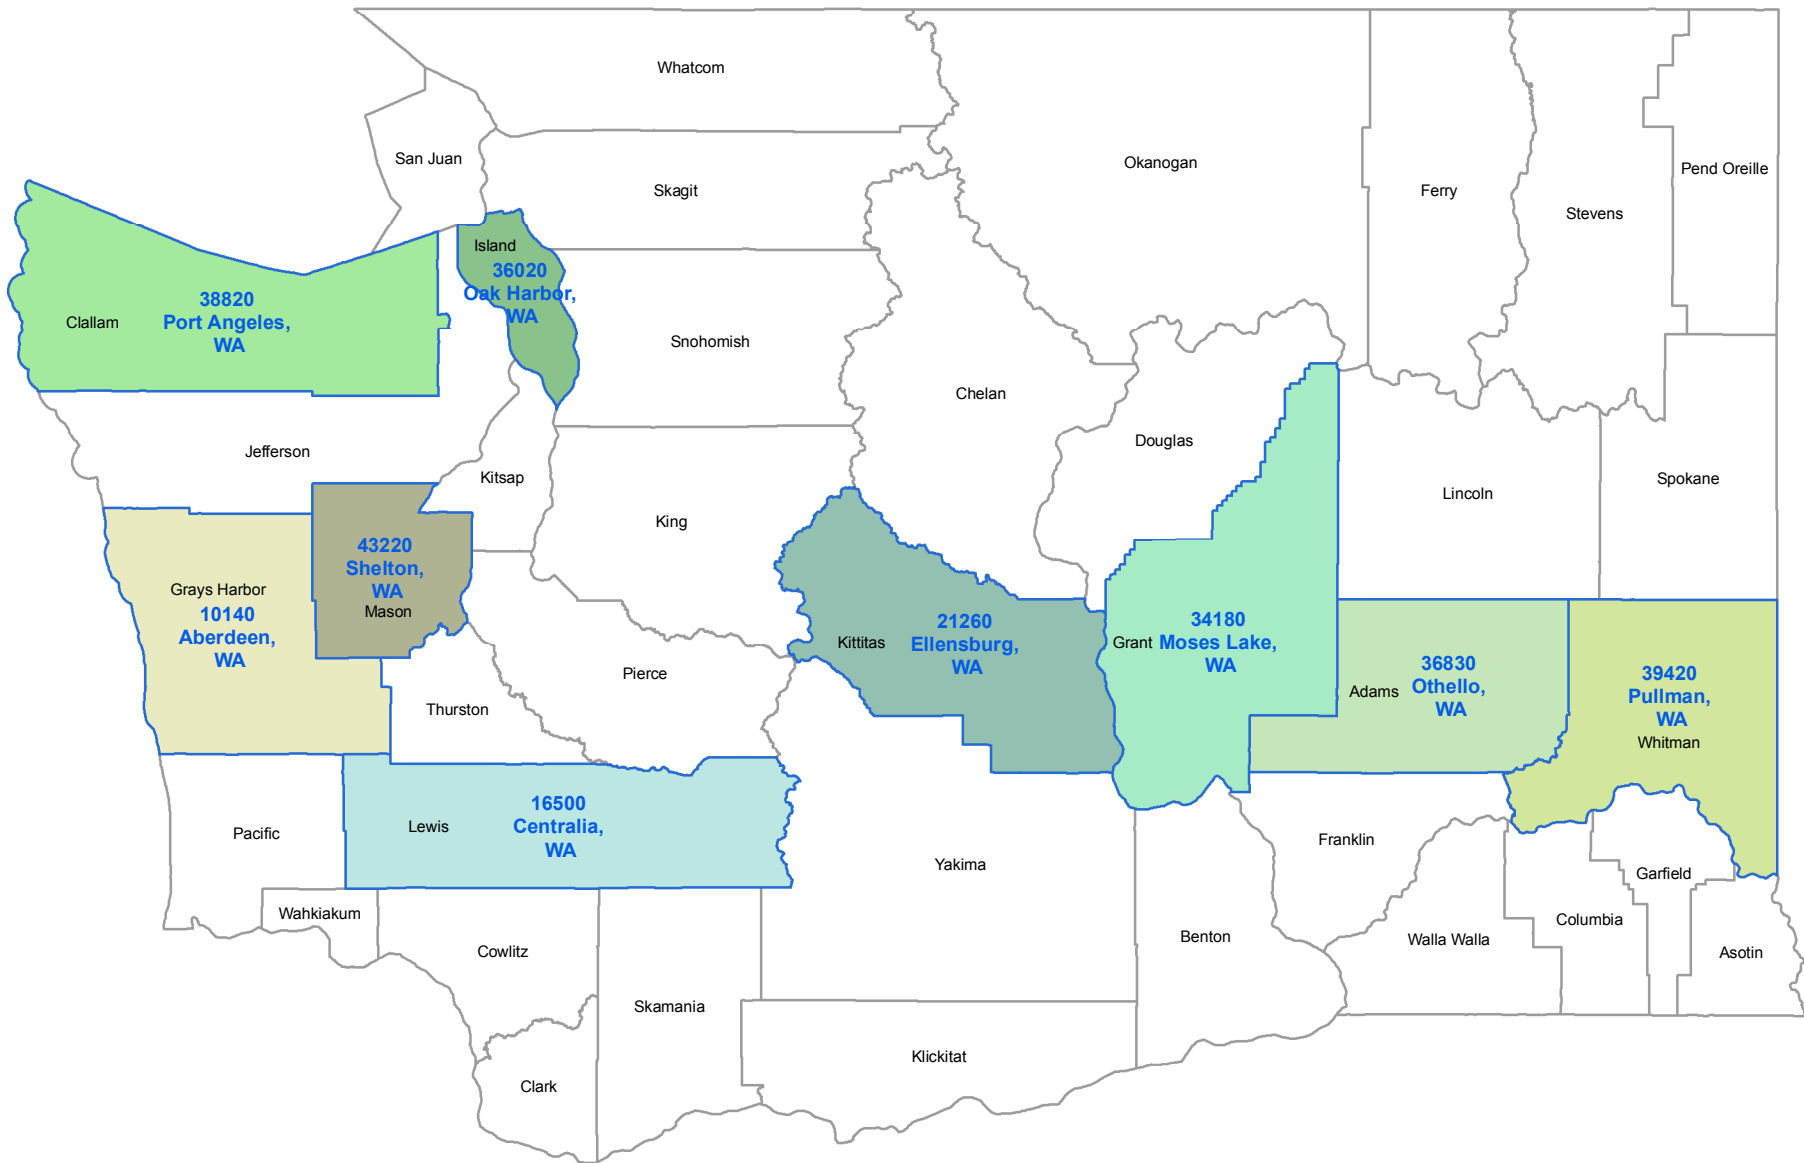 Whatcom
San Juan
Okanogan
Pend Oreille
Skagit
Ferry
Stevens
Island
36020
Oak Harbor,
WA
38820
Port Angeles,
WA
Clallam
Snohomish
Chelan
Douglas
Jefferson
Kitsap
Spokane
Lincoln
King
43220
Shelton,
WA
Mason
Grays Harbor
10140
Aberdeen,
WA
Kittitas
21260
Ellensburg,
WA
Grant
34180
Moses Lake,
WA
Adams
36830
Othello,
WA
39420
Pullman,
WA
Whitman
Pierce
Thurston
16500
Centralia,
WA
Lewis
Pacific
Franklin
Yakima
Garfield
Wahkiakum
Columbia
Benton
Walla Walla
Cowlitz
Asotin
Skamania
Klickitat
Clark